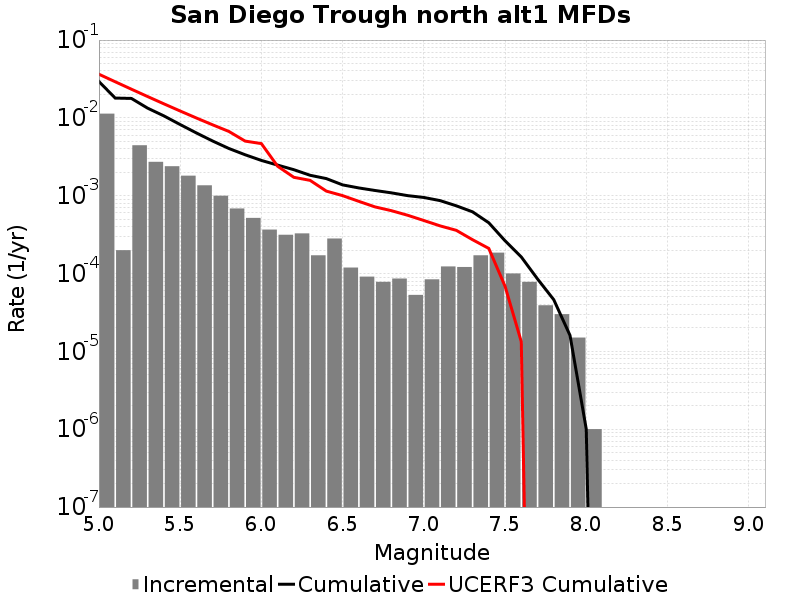 San Diego Trough north alt1 MFDs
10-1
10-2
10-3
10-4
10-5
10-6
10-7
Rate (1/yr)
5.0 5.5 6.0 6.5 7.0 7.5 8.0 8.5 9.0
Magnitude
Incremental Cumulative UCERF3 Cumulative